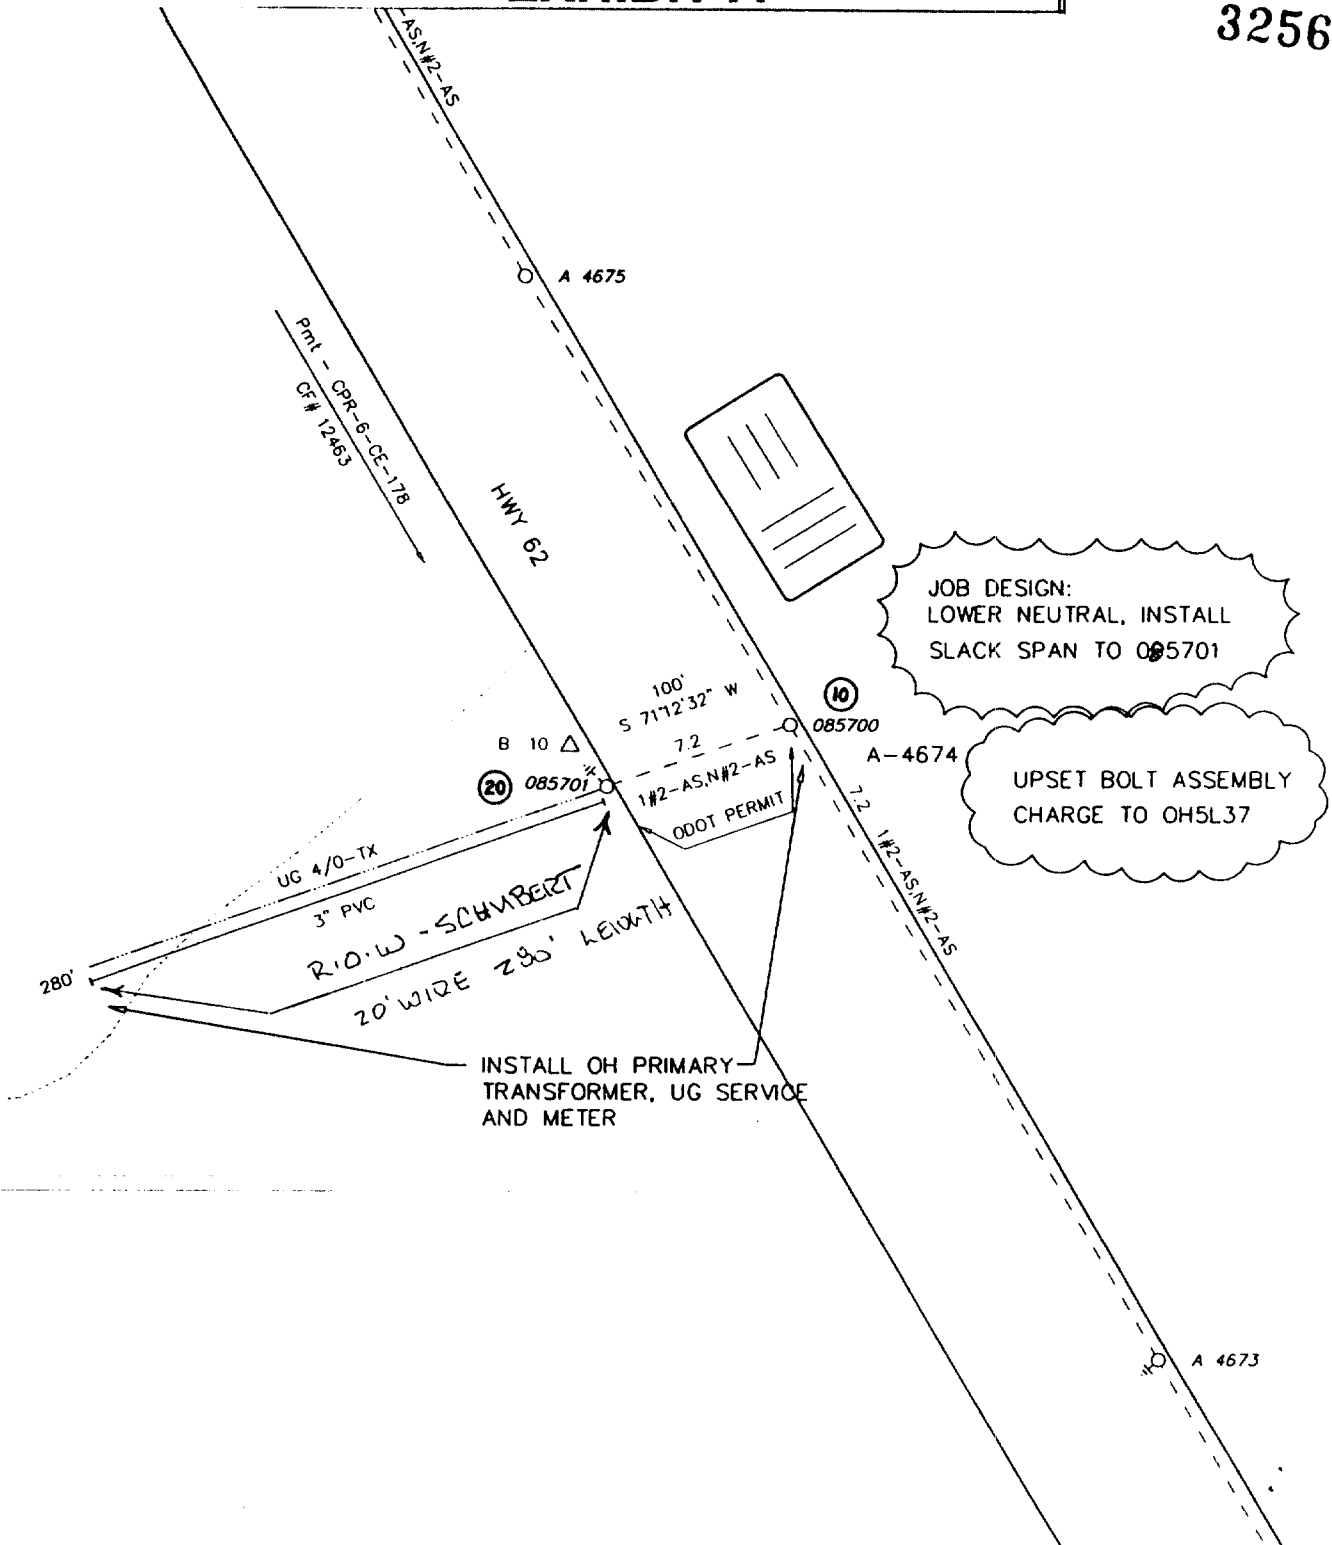 3256
AS,N#2-AS
A 4675
Pmt - CPR-6-CE-178
CF# 12463
HWY 62
JOB DESIGN:
LOWER NEUTRAL, INSTALL
SLACK SPAN TO 085701
100'
S 71°12'32" W
7.2
1#2-AS,N#2-AS
10
085700
A-4674
B 10
20 085701
ODOT PERMIT
UPSET BOLT ASSEMBLY
CHARGE TO OH5L37
7.2 1#2-AS,N#2-AS
UG 4/0-TX
3" PVC
280'
R.O.W - SCHUBERT
20' WIDE 280' LENGTH
INSTALL OH PRIMARY
TRANSFORMER, UG SERVICE
AND METER
A 4673